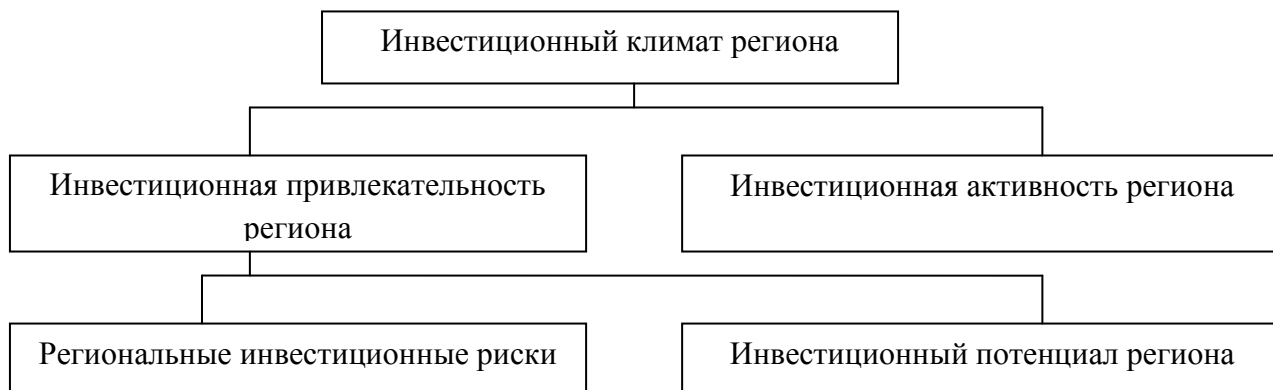 Инвестиционный климат региона
Инвестиционная привлекательность
региона
Инвестиционная активность региона
Региональные инвестиционные риски
Инвестиционный потенциал региона